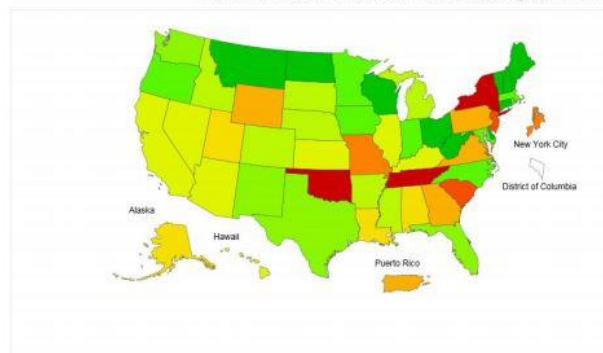 New York City
District of Columbia
Alaska
Hawaii
Puerto Rico